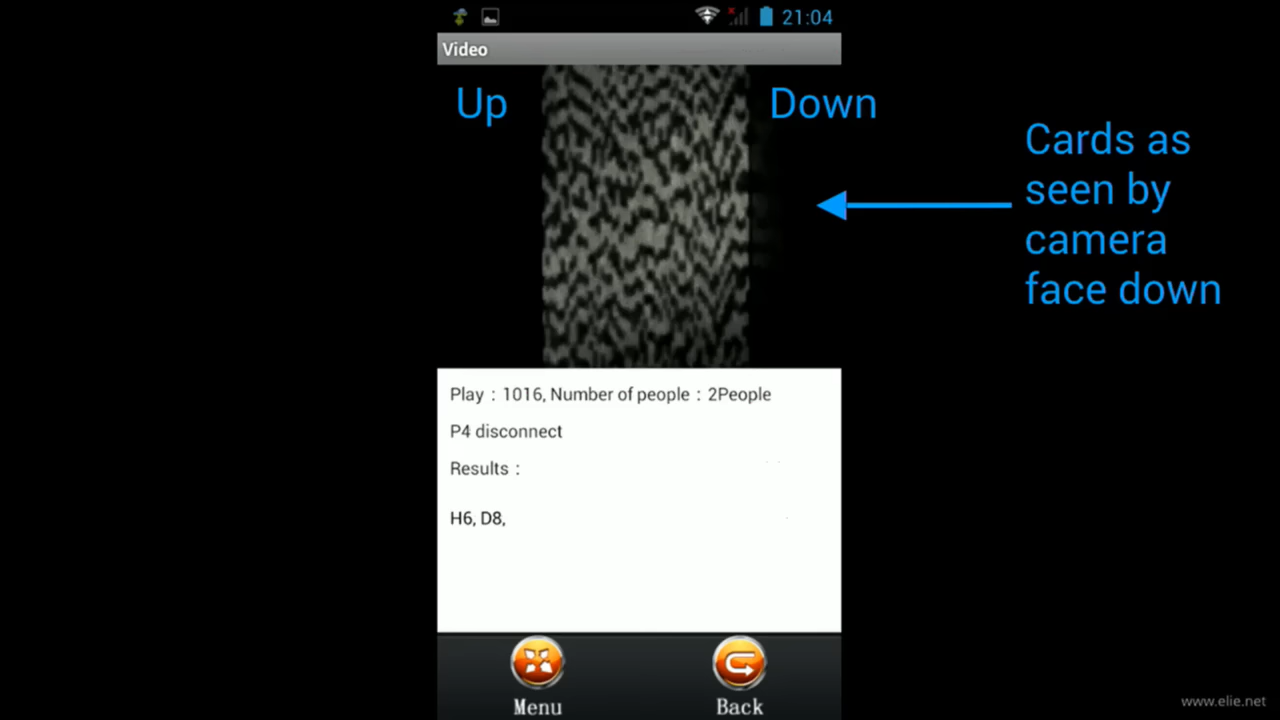 21:04
Video
Up
Down
Cards as
seen by
camera
face down
Play : 1016, Number of people : 2People
P4 disconnect
Results :
H6, D8,
Menu
Back
www.elie.net